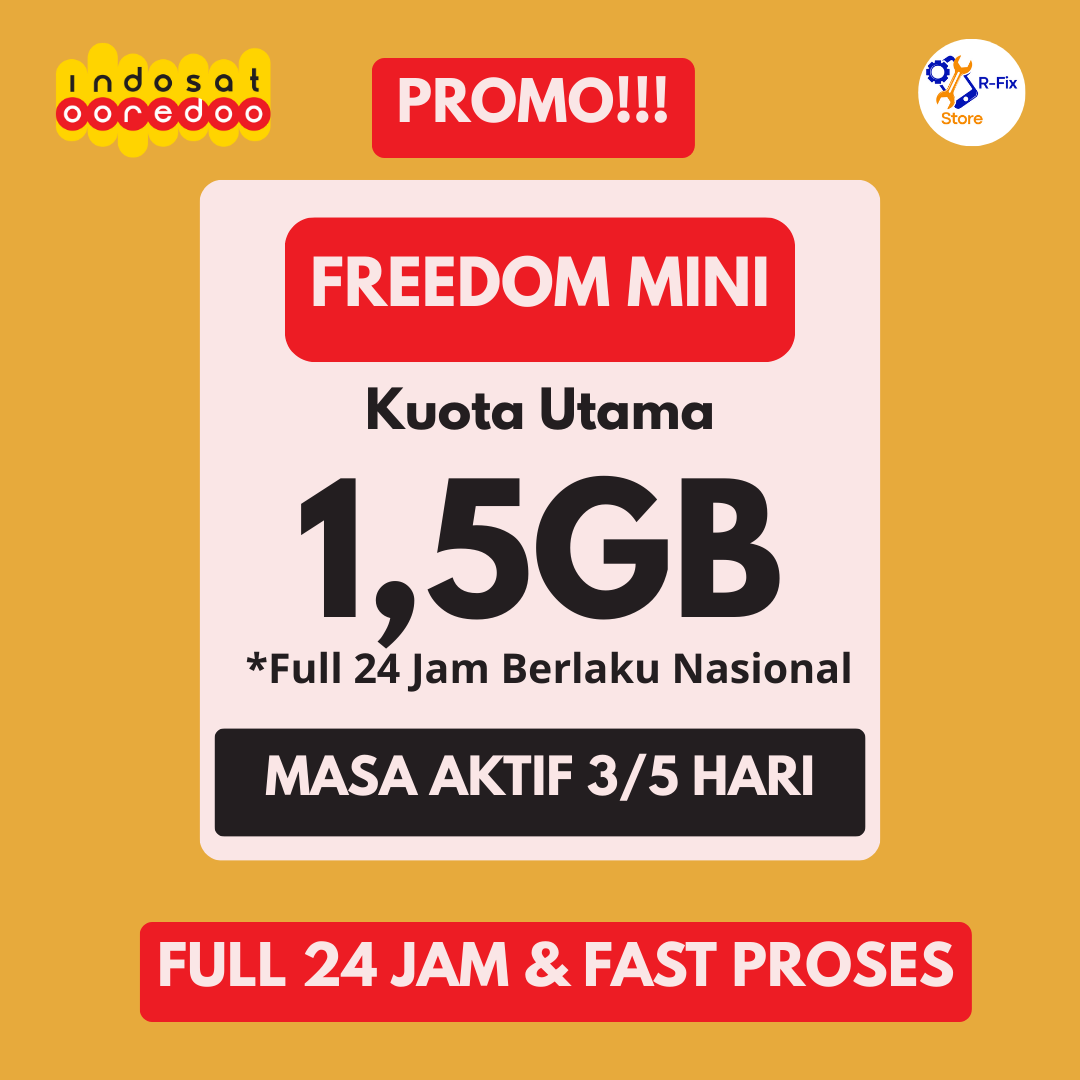 indosat
ooredoo
PROMO!!!
R-Fix
Store
FREEDOM MINI
Kuota Utama
1,5GB
*Full 24 Jam Berlaku Nasional
MASA AKTIF 3/5 HARI
FULL 24 JAM & FAST PROSES